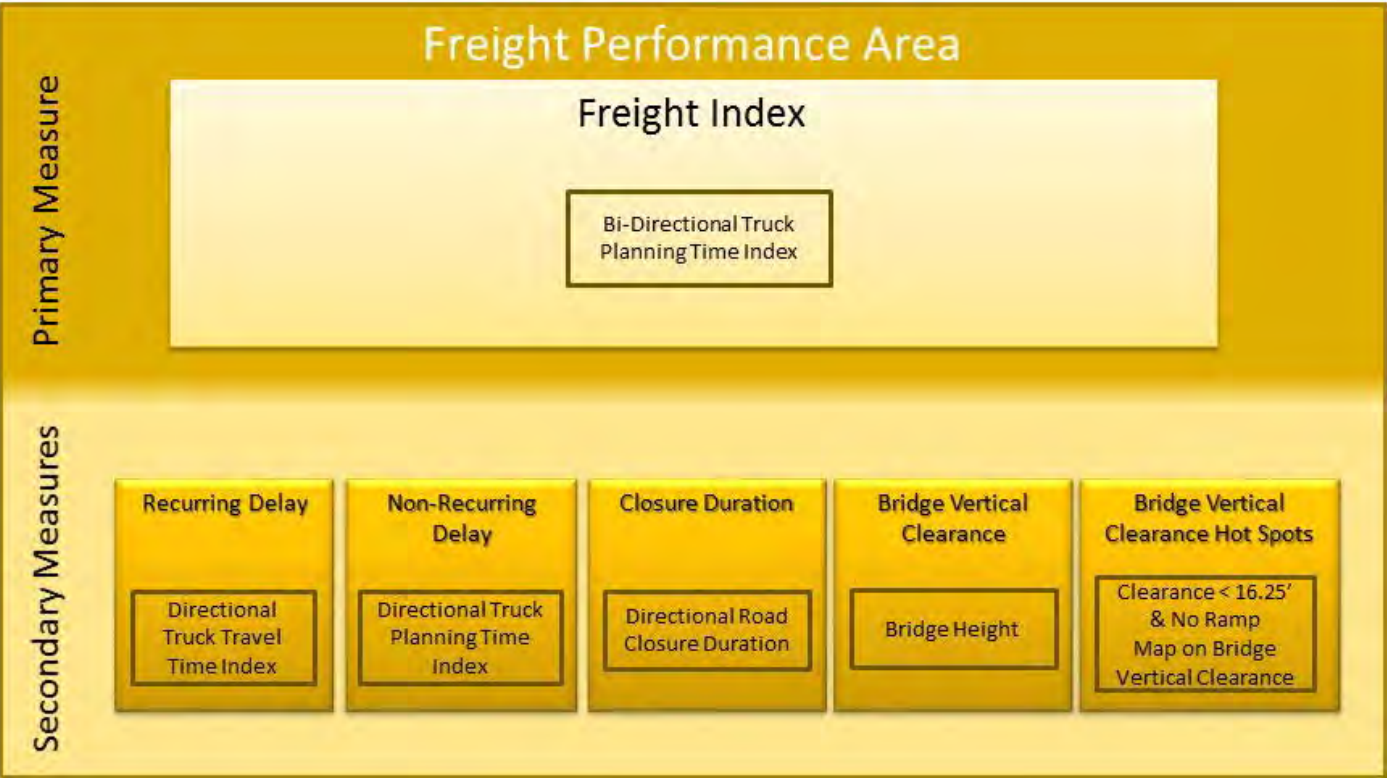 Freight Performance Area
Primary Measure
Freight Index
Bi-Directional Truck
Planning Time Index
Secondary Measures
Recurring Delay
Directional
Truck Travel
Time Index
Non-Recurring
Delay
Directional Truck
Planning Time
Index
Closure Duration
Directional Road
Closure Duration
Bridge Vertical
Clearance
Bridge Height
Bridge Vertical
Clearance Hot Spots
Clearance < 16.25’
& No Ramp
Map on Bridge
Vertical Clearance